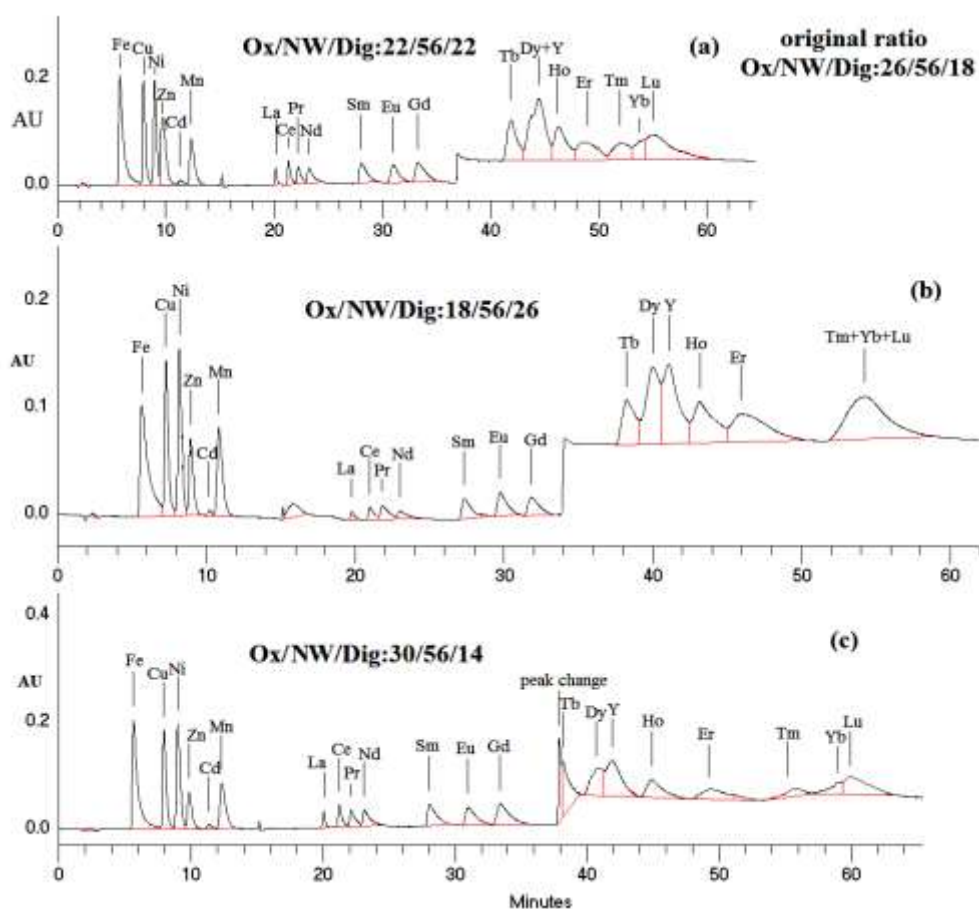 Fe Cu Ni Zn Cd Mn
Ox/NW/Dig:22/56/22
(a)
original ratio
Ox/NW/Dig:26/56/18
La Ce Pr Nd Sm Eu Gd
Tb Dy+Y Ho Er Tm Yb Lu
0.2
AU
0.0
0 10 20 30 40 50 60
0.2
Ox/NW/Dig:18/56/26
(b)
Fe Cu Ni Zn Cd Mn
La Ce Pr Nd Sm Eu Gd
Tb Dy Y Ho Er Tm+Yb+Lu
AU
0.1
0.0
0 10 20 30 40 50 60
0.4
Ox/NW/Dig:30/56/14
(c)
Fe Cu Ni Zn Cd Mn
La Ce Pr Nd Sm Eu Gd
peak change
Tb Dy Y Ho Er Tm Yb Lu
AU
0.2
0.0
0 10 20 30 40 50 60
Minutes